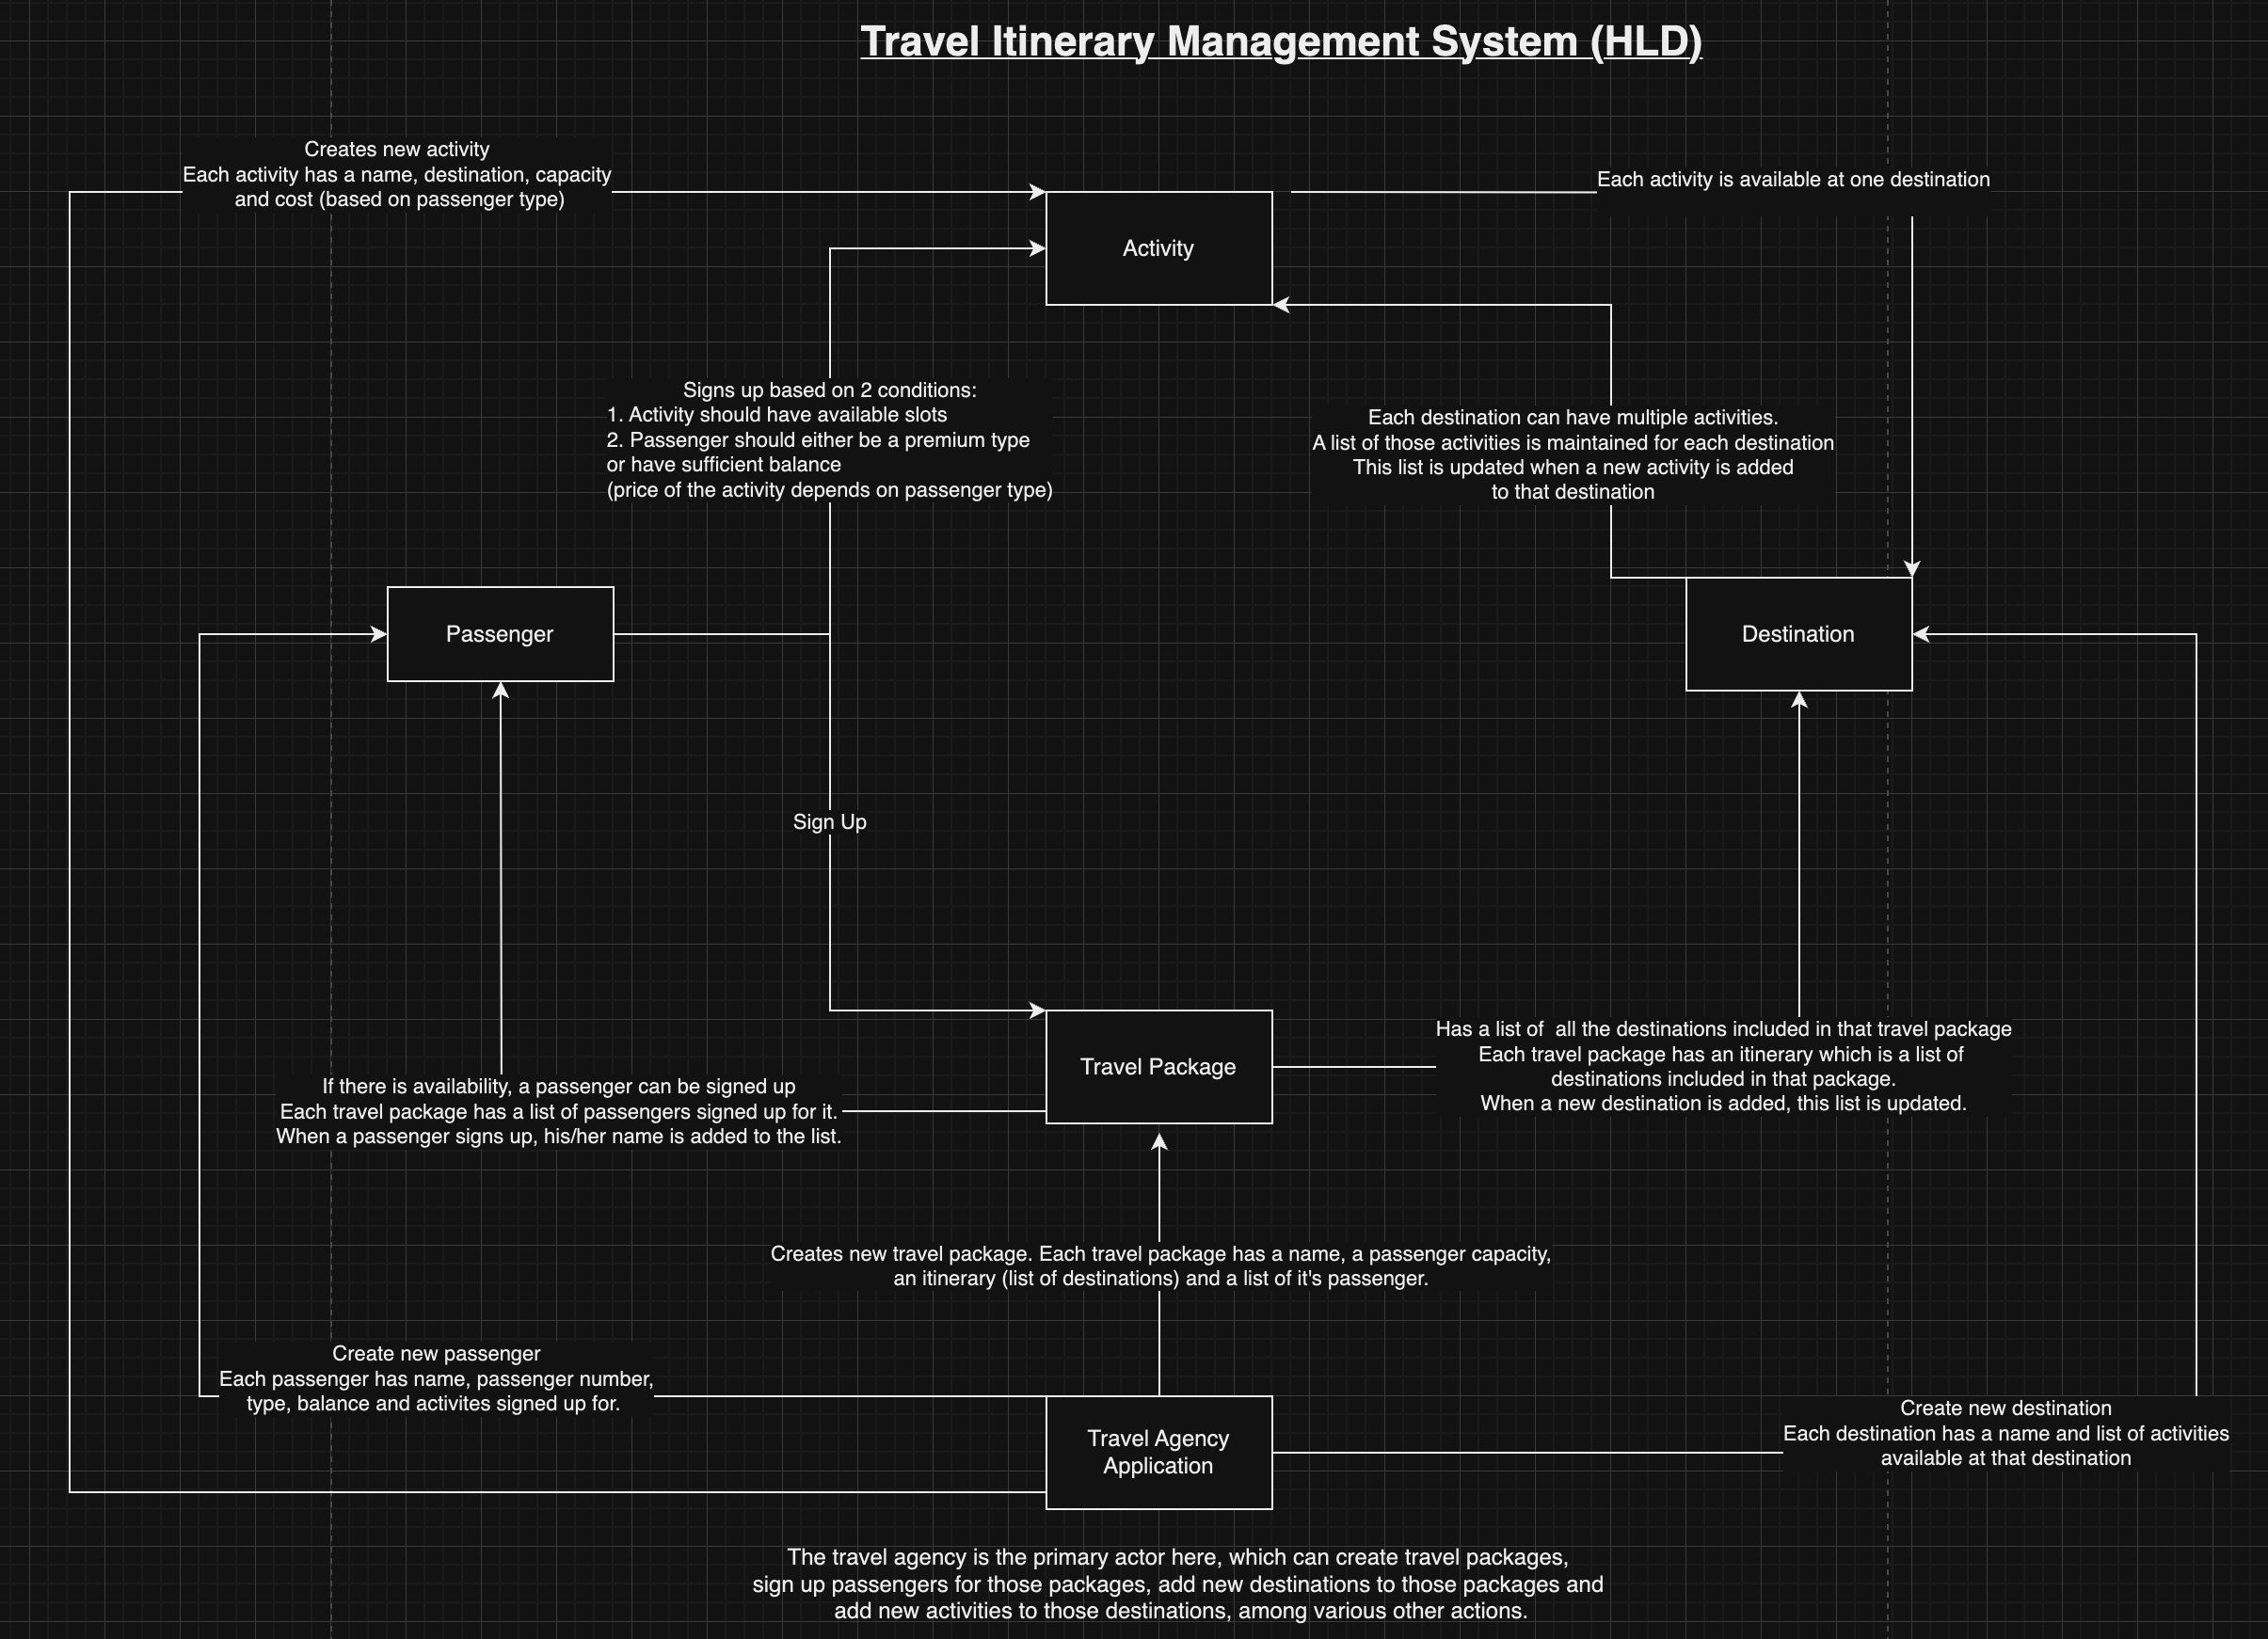 Travel Itinerary Management System (HLD)
Creates new activity
Each activity has a name, destination, capacity
and cost (based on passenger type)
Each activity is available at one destination
Activity
Signs up based on 2 conditions:
1. Activity should have available slots
2. Passenger should either be a premium type
or have sufficient balance
(price of the activity depends on passenger type)
Each destination can have multiple activities.
A list of those activities is maintained for each destination
This list is updated when a new activity is added
to that destination
Passenger
Destination
Sign Up
Travel Package
Has a list of  all the destinations included in that travel package
Each travel package has an itinerary which is a list of
destinations included in that package.
When a new destination is added, this list is updated.
If there is availability, a passenger can be signed up
Each travel package has a list of passengers signed up for it.
When a passenger signs up, his/her name is added to the list.
Creates new travel package. Each travel package has a name, a passenger capacity,
an itinerary (list of destinations) and a list of it's passenger.
Create new passenger
Each passenger has name, passenger number,
type, balance and activites signed up for.
Travel Agency
Application
Create new destination
Each destination has a name and list of activities
available at that destination
The travel agency is the primary actor here, which can create travel packages,
sign up passengers for those packages, add new destinations to those packages and
add new activities to those destinations, among various other actions.